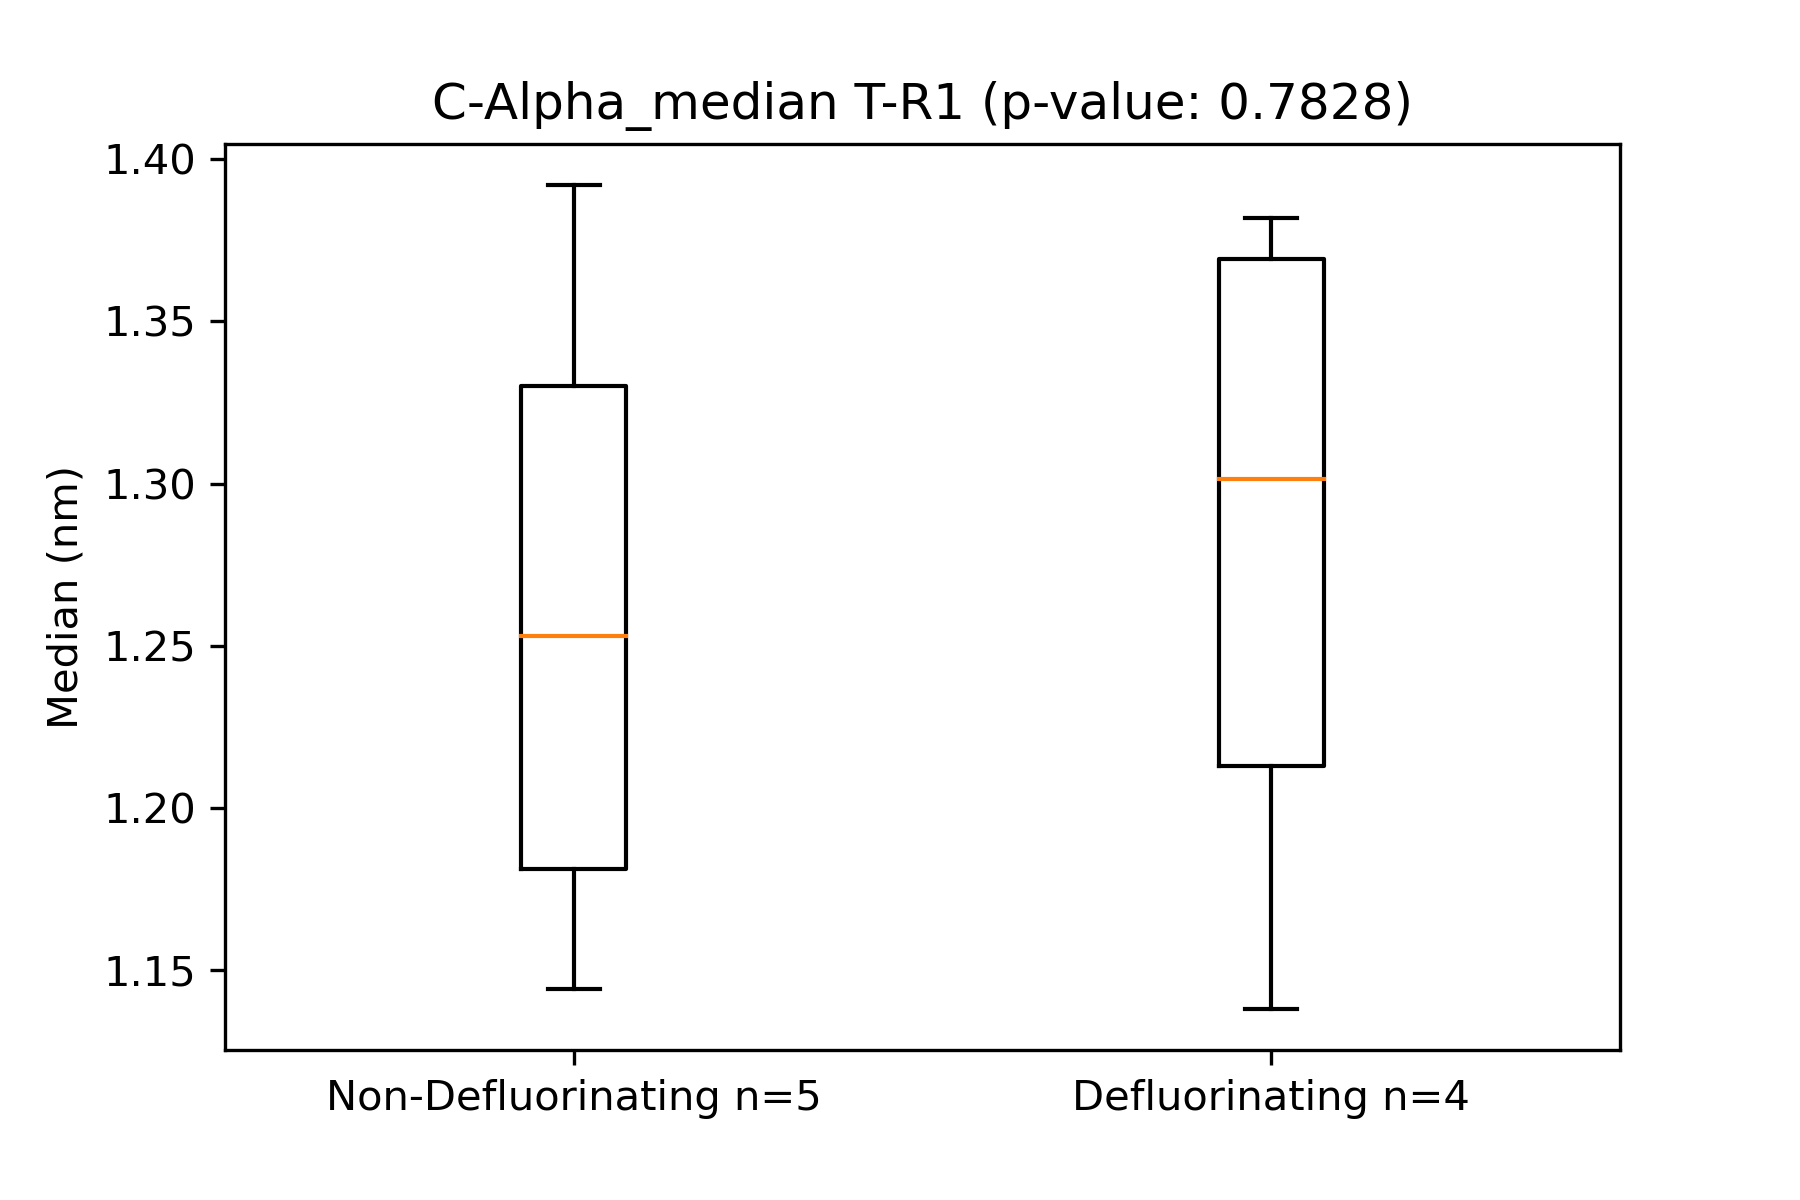 C-Alpha_median T-R1 (p-value: 0.7828)
Median (nm)
1.40
1.35
1.30
1.25
1.20
1.15
Non-Defluorinating n=5
Defluorinating n=4